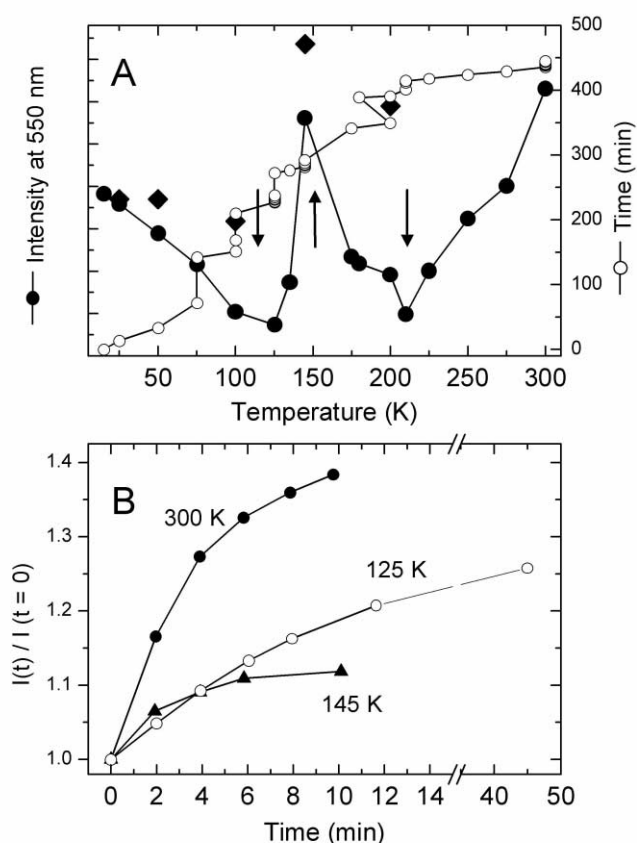 A
500
400
300
200
100
0
Intensity at 550 nm
Time (min)
50 100 150 200 250 300
Temperature (K)
1.4
1.3
1.2
1.1
1.0
B
300 K
125 K
145 K
I(t) / I (t = 0)
0 2 4 6 8 10 12 14 45 50
Time (min)